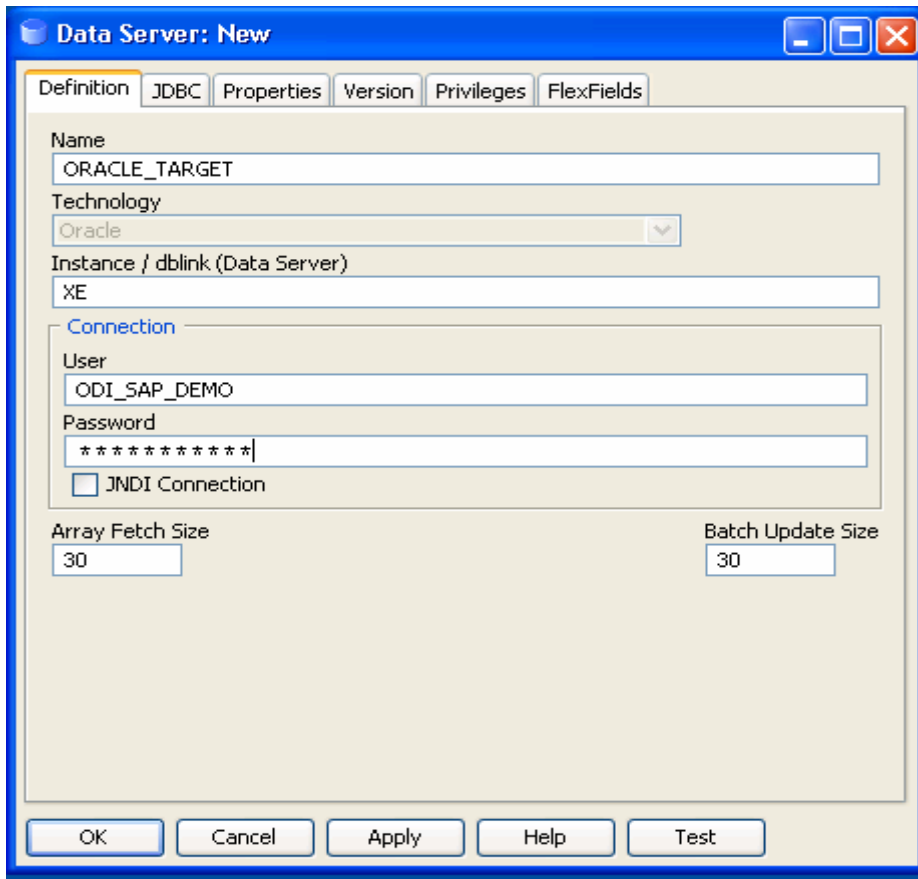 Data Server: New
Definition JDBC Properties Version Privileges FlexFields
Name
ORACLE_TARGET
Technology
Oracle
Instance / dblink (Data Server)
XE
Connection
User
ODI_SAP_DEMO
Password
***********
JNDI Connection
Array Fetch Size Batch Update Size
30 30
OK Cancel Apply Help Test